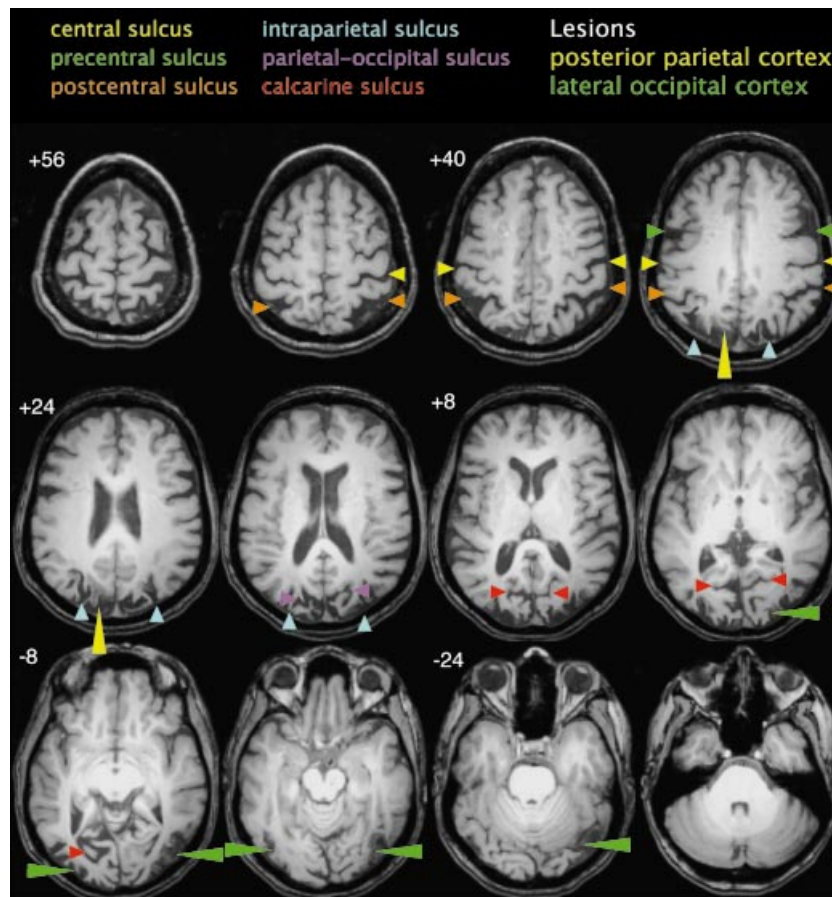 central sulcus intraparietal sulcus Lesions
precentral sulcus parietal-occipital sulcus posterior parietal cortex
postcentral sulcus calcarine sulcus lateral occipital cortex
+56 +40
+24 +8
-8 -24